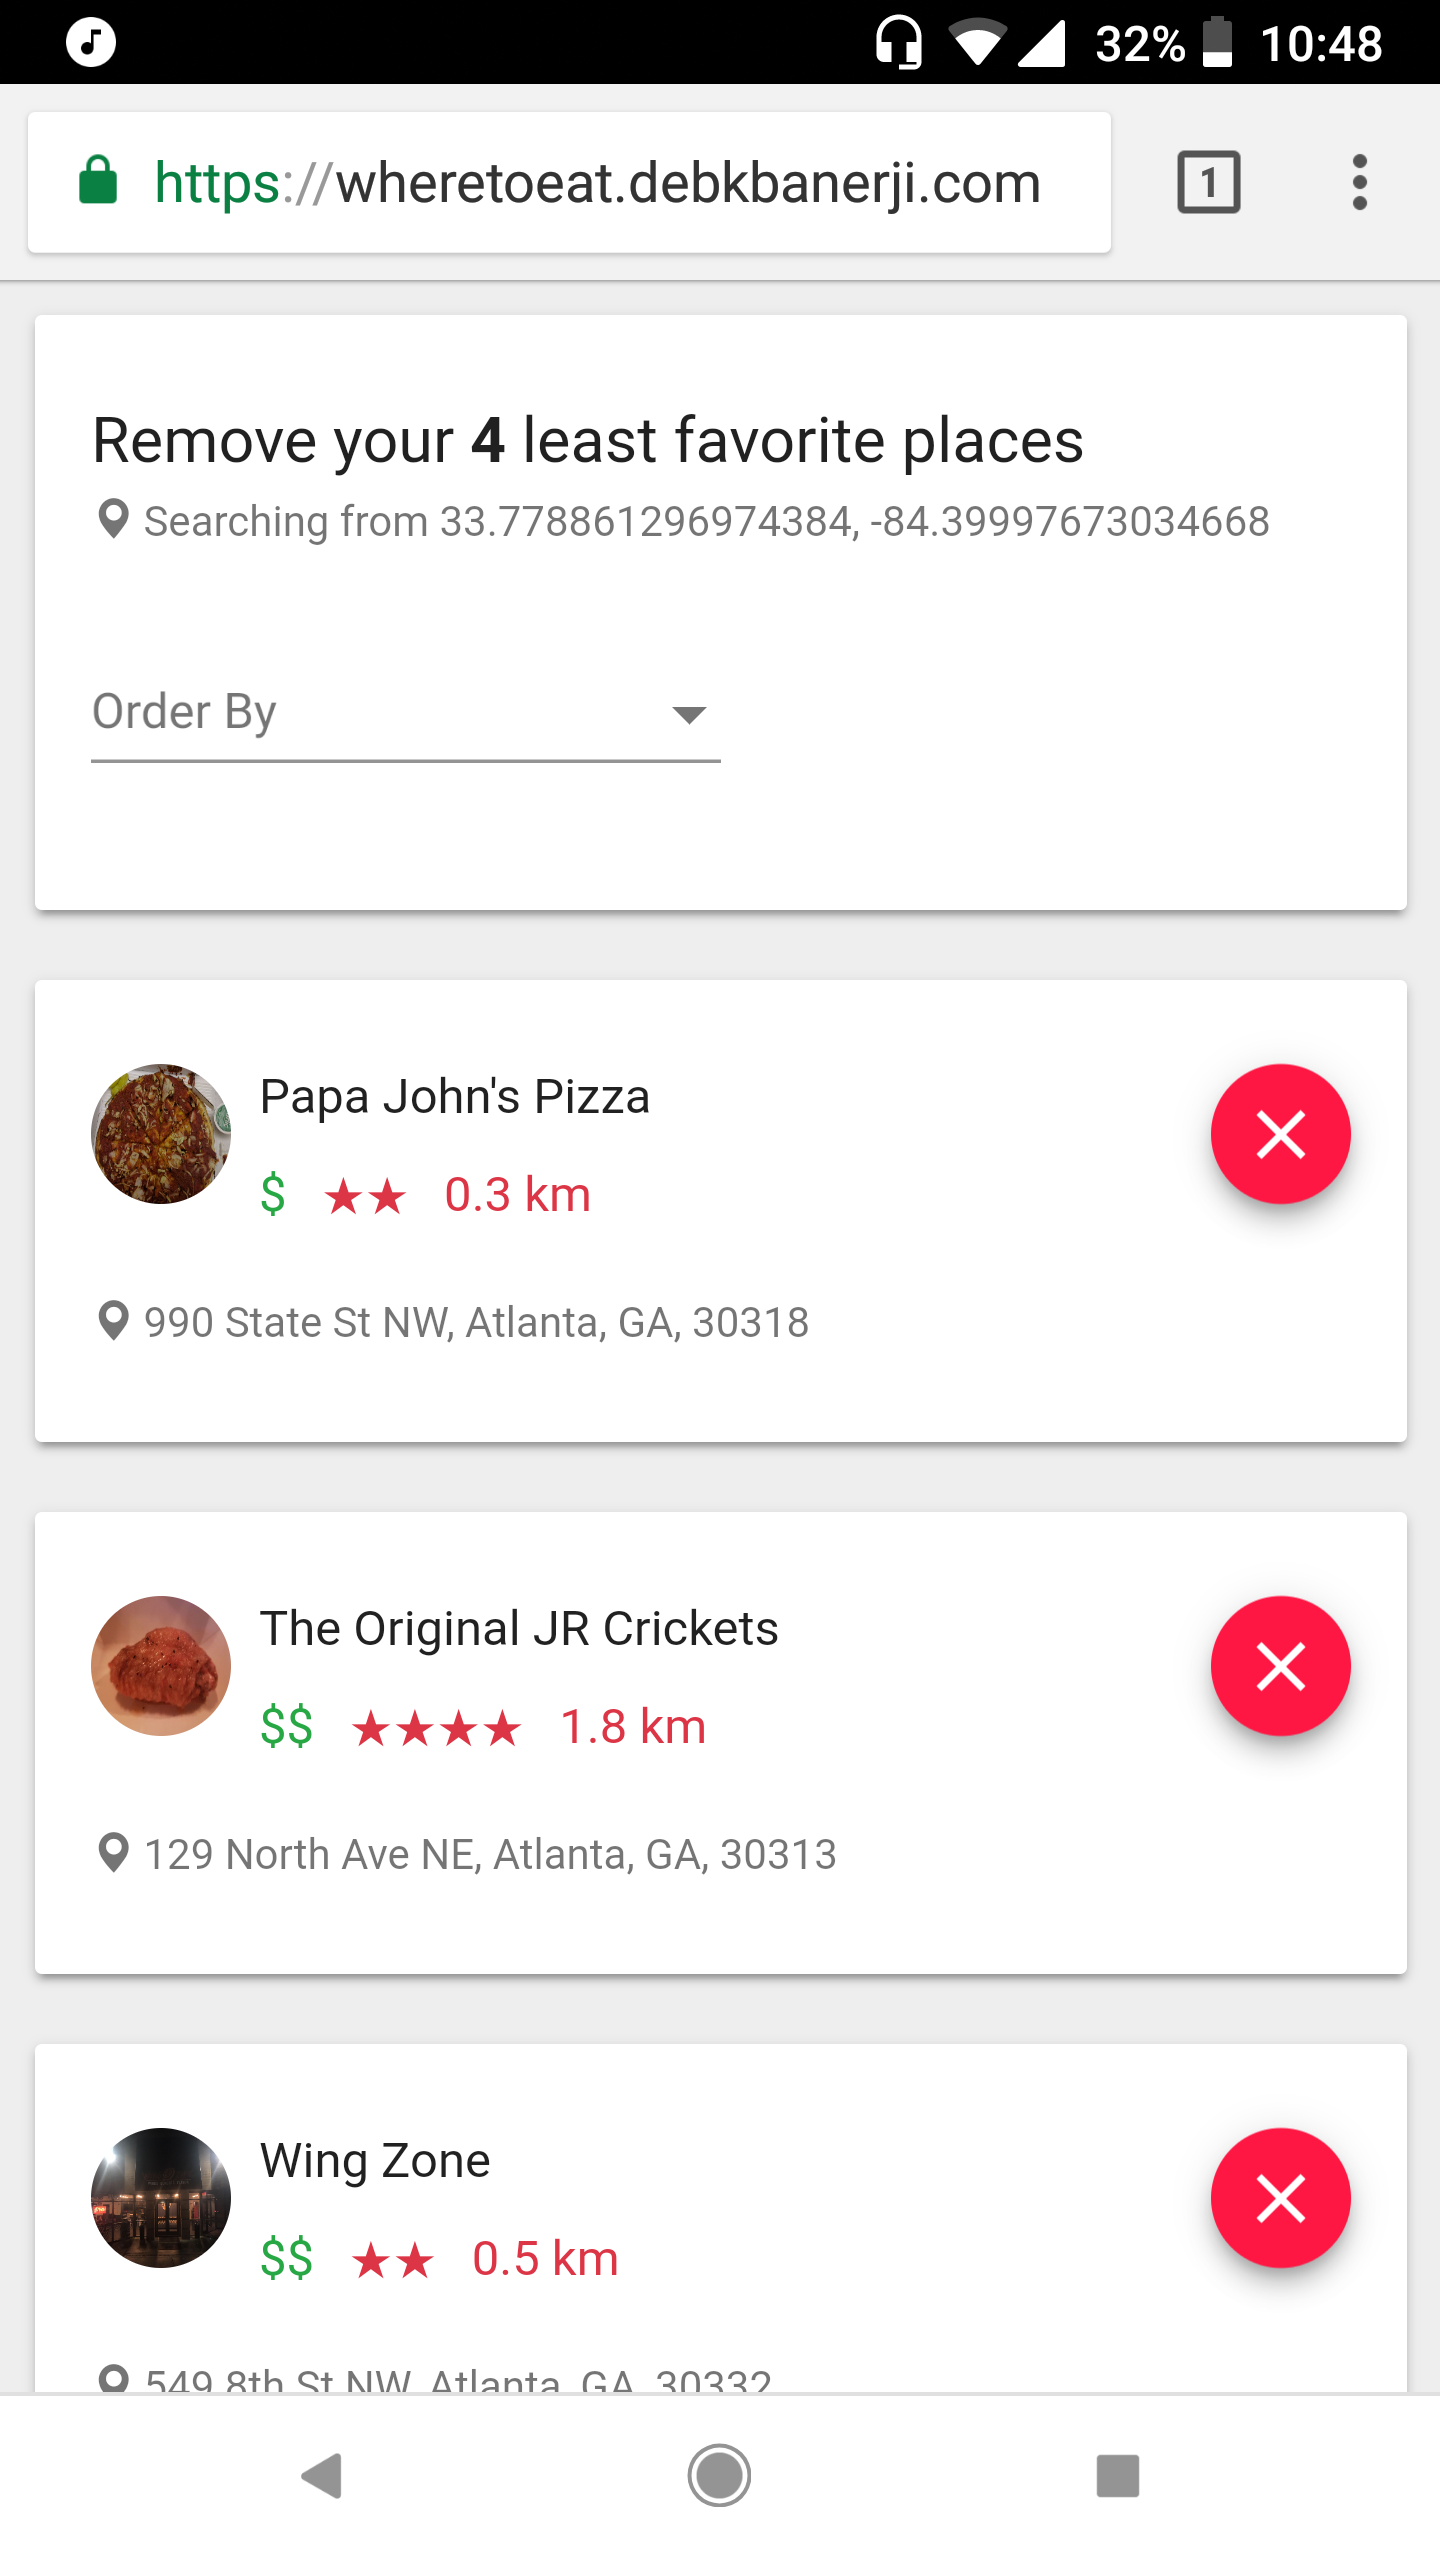 32% 10:48
https://wheretoeat.debkbanerji.com
1
Remove your 4 least favorite places
Searching from 33.778861296974384, -84.39997673034668
Order By
Papa John's Pizza
$ ★★ 0.3 km
990 State St NW, Atlanta, GA, 30318
The Original JR Crickets
$$ ★★★★ 1.8 km
129 North Ave NE, Atlanta, GA, 30313
Wing Zone
$$ ★★ 0.5 km
549 8th St NW, Atlanta, GA, 30332